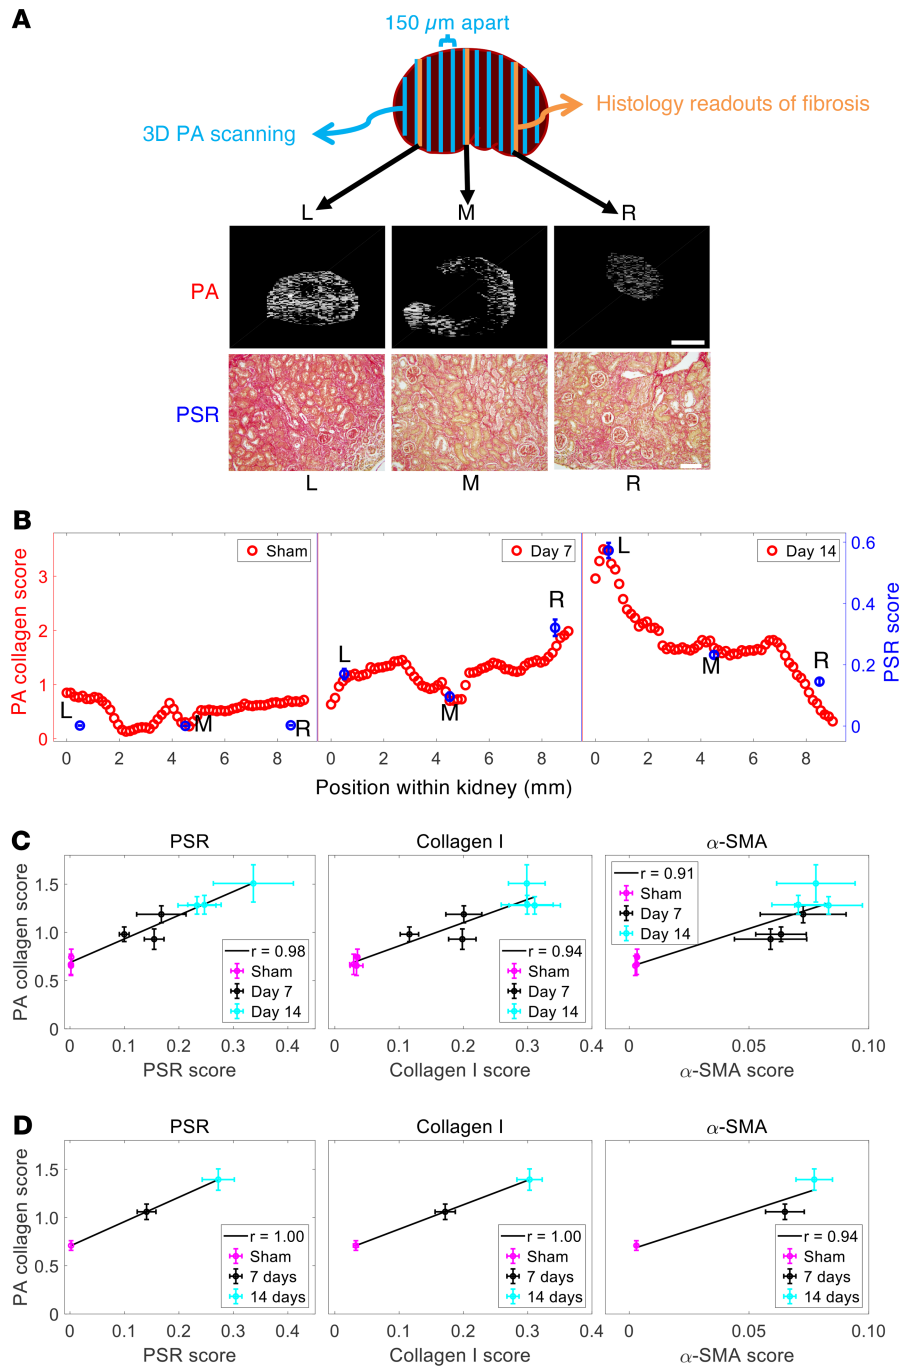 A
150 µm apart
3D PA scanning
Histology readouts of fibrosis
L M R
PA
PSR
L M R
B
PA collagen score
3
2
1
0
Sham
L M R
Day 7
L M R
Day 14
L M R
0.6
0.4
0.2
0
PSR score
0 2 4 6 8 0 2 4 6 8 0 2 4 6 8
Position within kidney (mm)
C
PSR Collagen I α-SMA
PA collagen score
1.5
1.0
0.5
0
r = 0.98
Sham
Day 7
Day 14
r = 0.94
Sham
Day 7
Day 14
r = 0.91
Sham
Day 7
Day 14
0 0.1 0.2 0.3 0.4 0 0.1 0.2 0.3 0.4 0 0.05 0.10
PSR score Collagen I score α-SMA score
D
PSR Collagen I α-SMA
PA collagen score
1.5
1.0
0.5
0
r = 1.00
Sham
7 days
14 days
r = 1.00
Sham
7 days
14 days
r = 0.94
Sham
7 days
14 days
0 0.1 0.2 0.3 0.4 0 0.1 0.2 0.3 0.4 0 0.05 0.10
PSR score Collagen I score α-SMA score